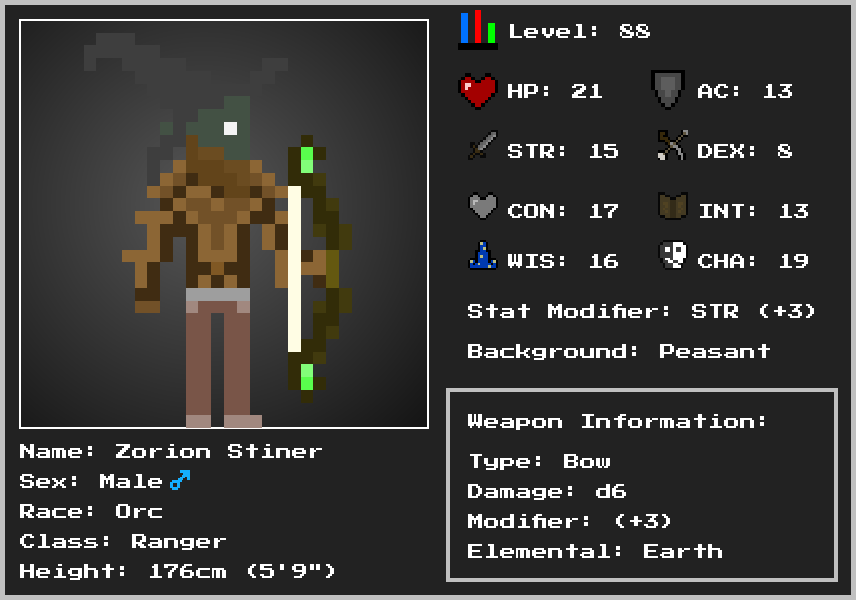 Level: 88
HP: 21
AC: 13
STR: 15
DEX: 8
CON: 17
INT: 13
WIS: 16
CHA: 19
Stat Modifier: STR (+3)
Background: Peasant
Weapon Information:
Type: Bow
Damage: d6
Modifier: (+3)
Elemental: Earth
Name: Zorion Stiner
Sex: Male♂
Race: Orc
Class: Ranger
Height: 176cm (5'9")